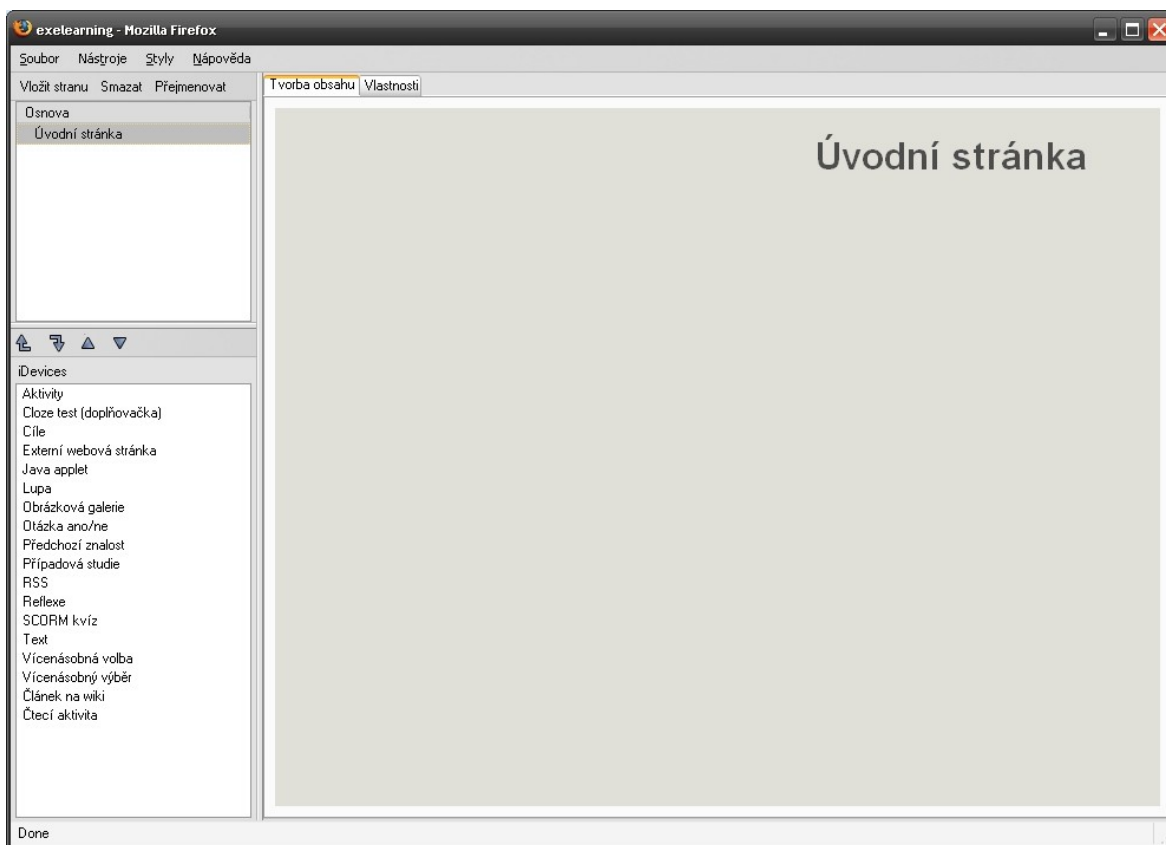 exelearning - Mozilla Firefox
Soubor Nástroje Styly Nápověda
Vložit stranu Smazat Přejmenovat
Tvorba obsahu Vlastnosti
Osnova
Úvodní stránka
Úvodní stránka
iDevices
Aktivity
Cloze test (doplňovačka)
Cíle
Externí webová stránka
Java applet
Lupa
Obrázková galerie
Otázka ano/ne
Předchozí znalost
Případová studie
RSS
Reflexe
SCORM kvíz
Text
Vícenásobná volba
Vícenásobný výběr
Článek na wiki
Čtecí aktivita
Done